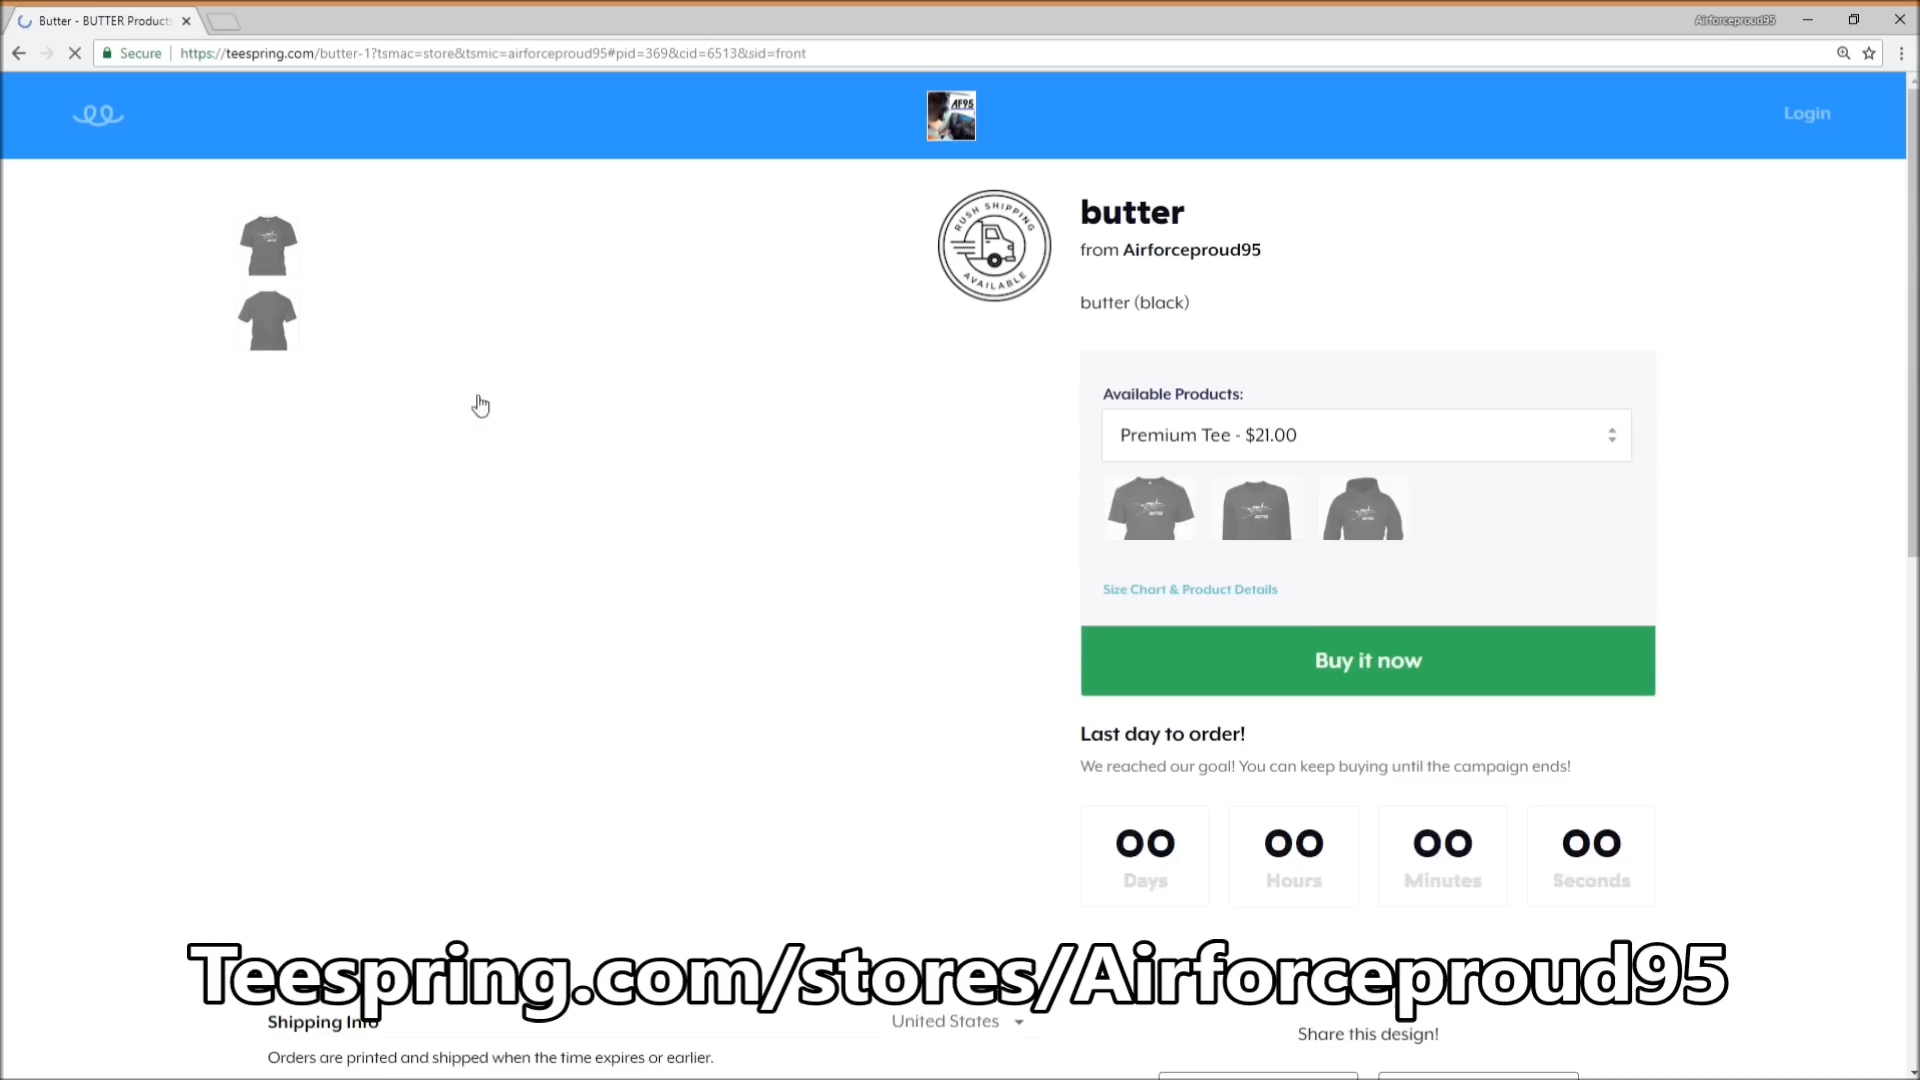 Butter - BUTTER Product
Airforceproud95
Secure
https://teespring.com/butter-1?tsmac=store&tsmic=airforceproud95#pid=369&cid=6513&sid=front
AF95
Login
RUSH SHIPPING
AVAILABLE
butter
from Airforceproud95
butter (black)
Available Products:
Premium Tee - $21.00
BUTTER
BUTTER
BUTTER
Size Chart & Product Details
Buy it now
Last day to order!
We reached our goal! You can keep buying until the campaign ends!
00 00 00 00
Days Hours Minutes Seconds
Teespring.com/stores/Airforceproud95
Shipping Info
United States
Share this design!
Orders are printed and shipped when the time expires or earlier.